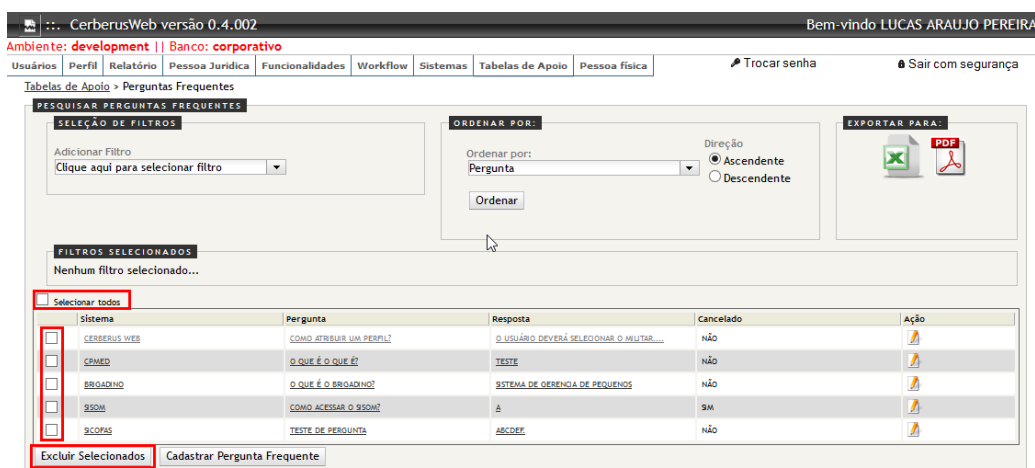 ::. CerberusWeb versão 0.4.002 Bem-vindo LUCAS ARAUJO PEREIRA
Ambiente: development || Banco: corporativo
Usuários Perfil Relatório Pessoa Juridica Funcionalidades Workflow Sistemas Tabelas de Apoio Pessoa física Trocar senha Sair com segurança
Tabelas de Apoio > Perguntas Frequentes
PESQUISAR PERGUNTAS FREQUENTES
SELEÇÃO DE FILTROS ORDENAR POR: EXPORTAR PARA:
Adicionar Filtro Ordenar por: Direção PDF
Clique aqui para selecionar filtro Pergunta Ascendente
Descendente
Ordenar
FILTROS SELECIONADOS
Nenhum filtro selecionado...
Selecionar todos
Sistema Pergunta Resposta Cancelado Ação
CERBERUS WEB COMO ATRIBUIR UM PERFIL? O USUÁRIO DEVERÁ SELECIONAR O MILITAR.... NÃO
CPMED O QUE É O QUE É? TESTE NÃO
BRIGADINO O QUE É O BRIGADINO? SISTEMA DE GERENCIA DE PEQUENOS NÃO
SISOM COMO ACESSAR O SISOM? A SIM
SICOFAS TESTE DE PERGUNTA ABCDEF. NÃO
Excluir Selecionados Cadastrar Pergunta Frequente